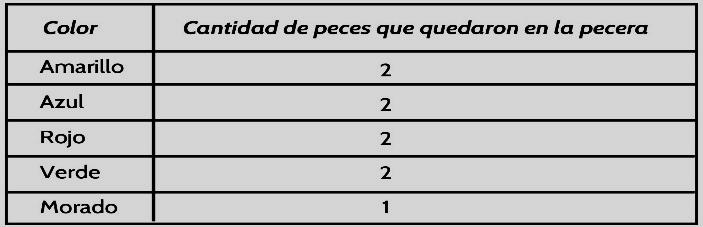 Color Cantidad de peces que quedaron en la pecera
Amarillo 2
Azul 2
Rojo 2
Verde 2
Morado 1